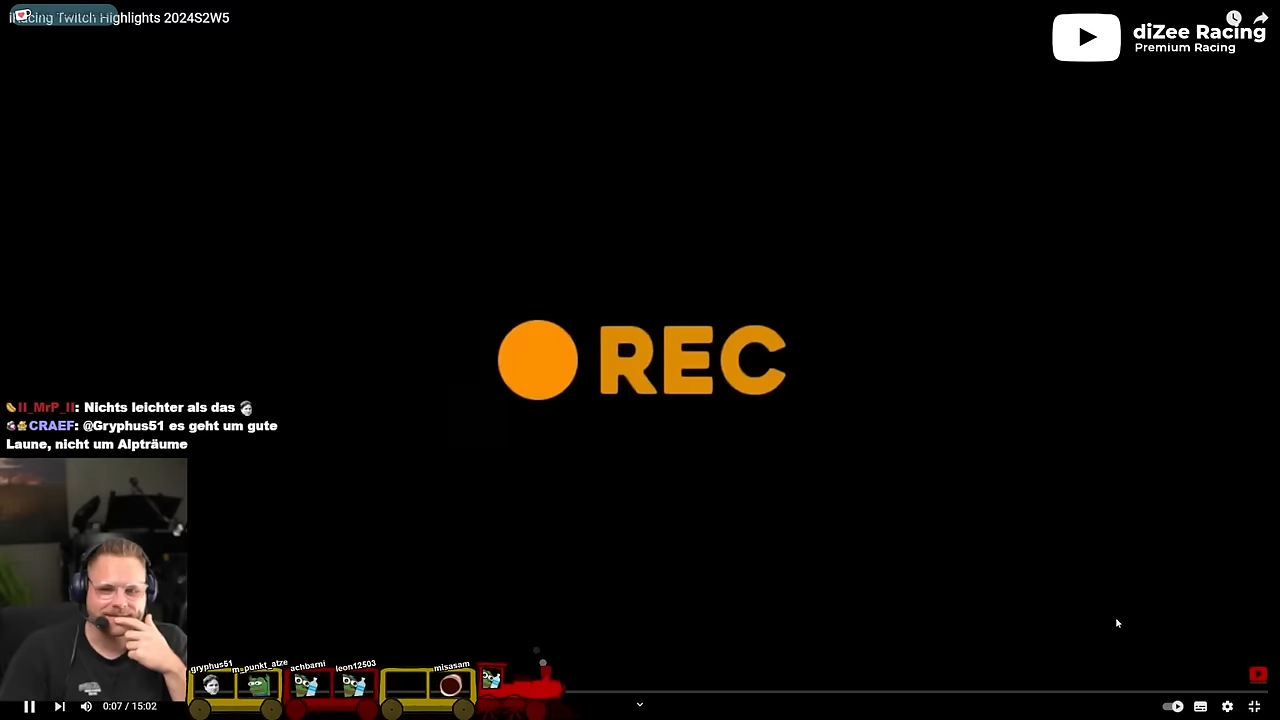 iRacing Twitch Highlights 2024S2W5
diZee Racing
Premium Racing
REC
II_MrP_II: Nichts leichter als das
CRAEF: @Gryphus51 es geht um gute
Laune, nicht um Alpträume
gryphus51
m_punkt_atze
achbarni
leon12503
misasam
0:07 / 15:02